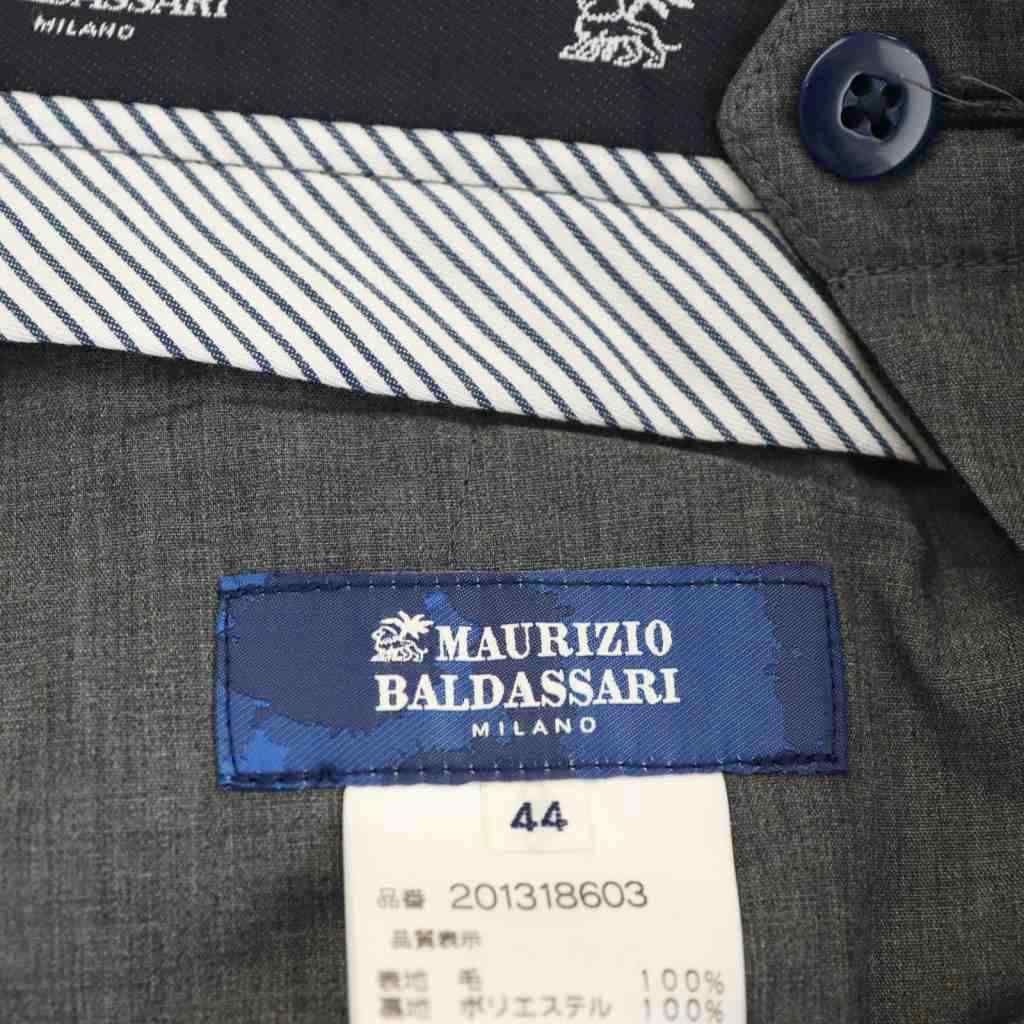 BALDASSARI
MILANO
MAURIZIO
BALDASSARI
MILANO
44
品番 201318603
品質表示
表地 毛 100%
裏地 ポリエステル 100%